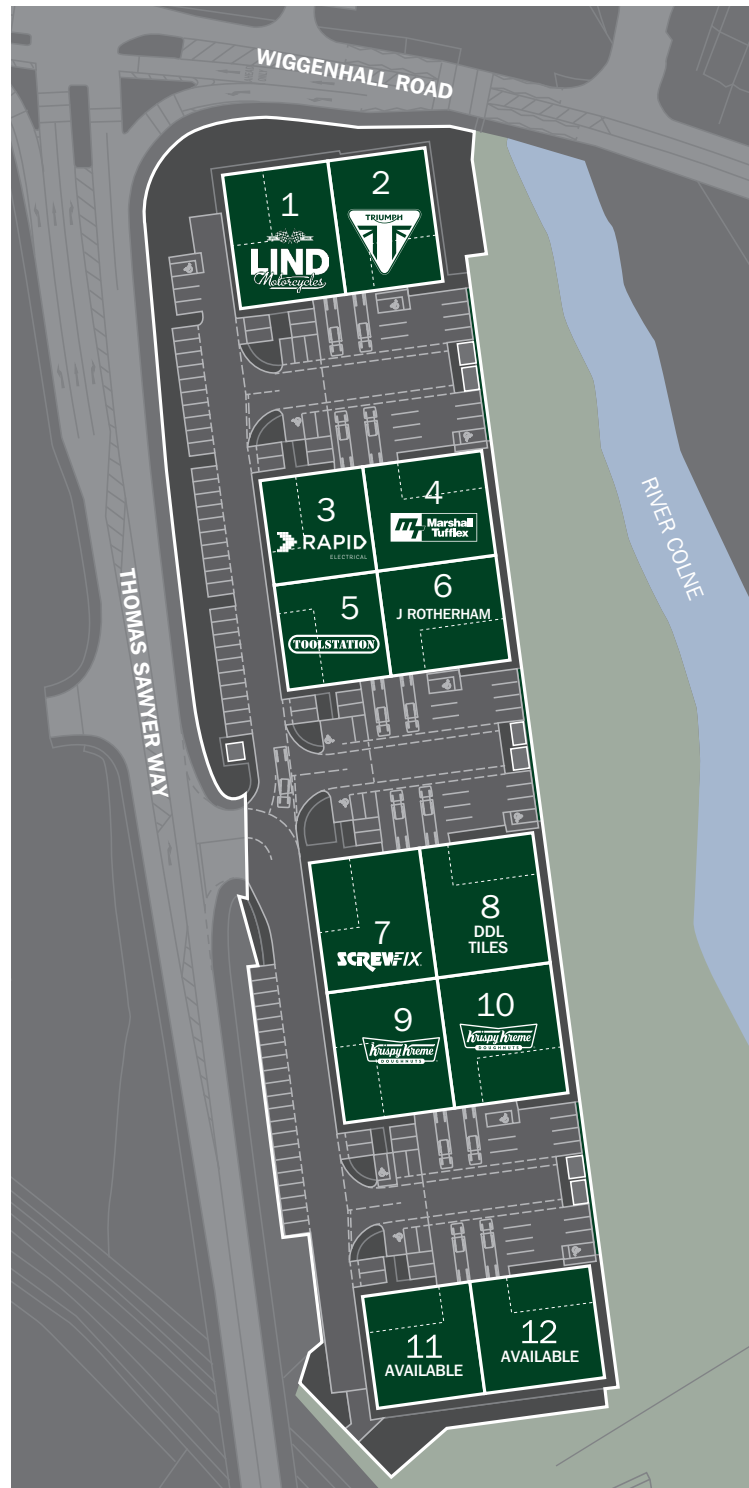 WIGGENHALL ROAD
1
LIND
Motorcycles
2
TRIUMPH
3
RAPID
ELECTRICAL
4
MT Marshall
Tufflex
5
TOOLSTATION
6
J ROTHERHAM
RIVER COLNE
THOMAS SAWYER WAY
7
SCREWFIX
8
DDL
TILES
9
Krispy Kreme
DOUGHNUTS
10
Krispy Kreme
DOUGHNUTS
11
AVAILABLE
12
AVAILABLE